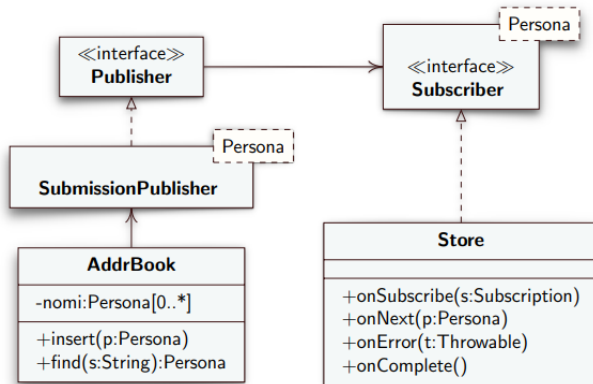 Persona
≪interface≫
Publisher
≪interface≫
Subscriber
Persona
SubmissionPublisher
AddrBook
-nomi:Persona[0..*]
+insert(p:Persona)
+find(s:String):Persona
Store
+onSubscribe(s:Subscription)
+onNext(p:Persona)
+onError(t:Throwable)
+onComplete()